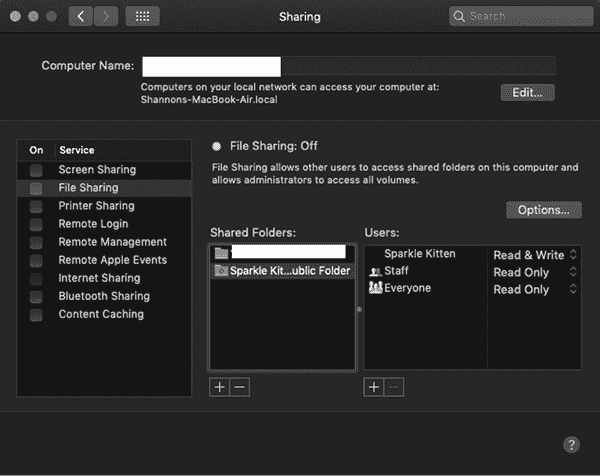 Sharing
Search
Computer Name:
Computers on your local network can access your computer at:
Shannons-MacBook-Air.local
Edit...
On Service
Screen Sharing
File Sharing
Printer Sharing
Remote Login
Remote Management
Remote Apple Events
Internet Sharing
Bluetooth Sharing
Content Caching
File Sharing: Off
File Sharing allows other users to access shared folders on this computer and
allows administrators to access all volumes.
Options...
Shared Folders:
Sparkle Kit...ublic Folder
Users:
Sparkle Kitten Read & Write
Staff Read Only
Everyone Read Only
+ −
+ −
?